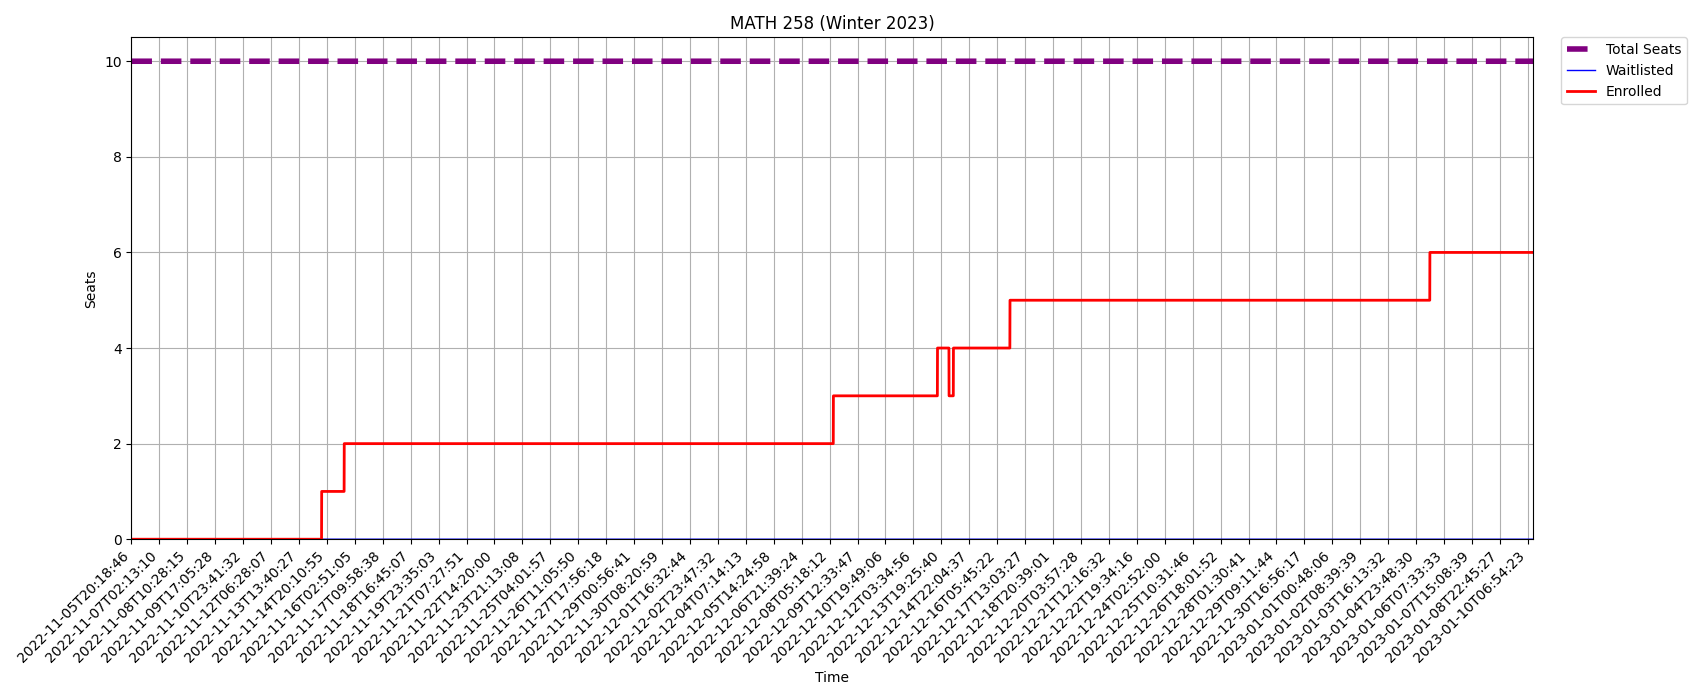 MATH 258 (Winter 2023)
Total Seats
Waitlisted
Enrolled
10
8
6
4
2
0
Seats
2022-11-05T20:18:46
2022-11-07T02:13:10
2022-11-08T10:28:15
2022-11-09T17:05:28
2022-11-10T23:41:32
2022-11-12T06:28:07
2022-11-13T13:40:27
2022-11-14T20:10:55
2022-11-16T02:51:05
2022-11-17T09:58:38
2022-11-18T16:45:07
2022-11-19T23:35:03
2022-11-21T07:27:51
2022-11-22T14:20:00
2022-11-23T21:13:08
2022-11-25T04:01:57
2022-11-26T11:05:50
2022-11-27T17:56:18
2022-11-29T00:56:41
2022-11-30T08:20:59
2022-12-01T16:32:44
2022-12-02T23:47:32
2022-12-04T07:14:13
2022-12-05T14:24:58
2022-12-06T21:39:24
2022-12-08T05:18:12
2022-12-09T12:33:47
2022-12-10T19:49:06
2022-12-12T03:34:56
2022-12-13T19:25:40
2022-12-14T22:04:37
2022-12-16T05:45:22
2022-12-17T13:03:27
2022-12-18T20:39:01
2022-12-20T03:57:28
2022-12-21T12:16:32
2022-12-22T19:34:16
2022-12-24T02:52:00
2022-12-25T10:31:46
2022-12-26T18:01:52
2022-12-28T01:30:41
2022-12-29T09:11:44
2022-12-30T16:56:17
2023-01-01T00:48:06
2023-01-02T08:39:39
2023-01-03T16:13:32
2023-01-04T23:48:30
2023-01-06T07:33:33
2023-01-07T15:08:39
2023-01-08T22:45:27
2023-01-10T06:54:23
Time